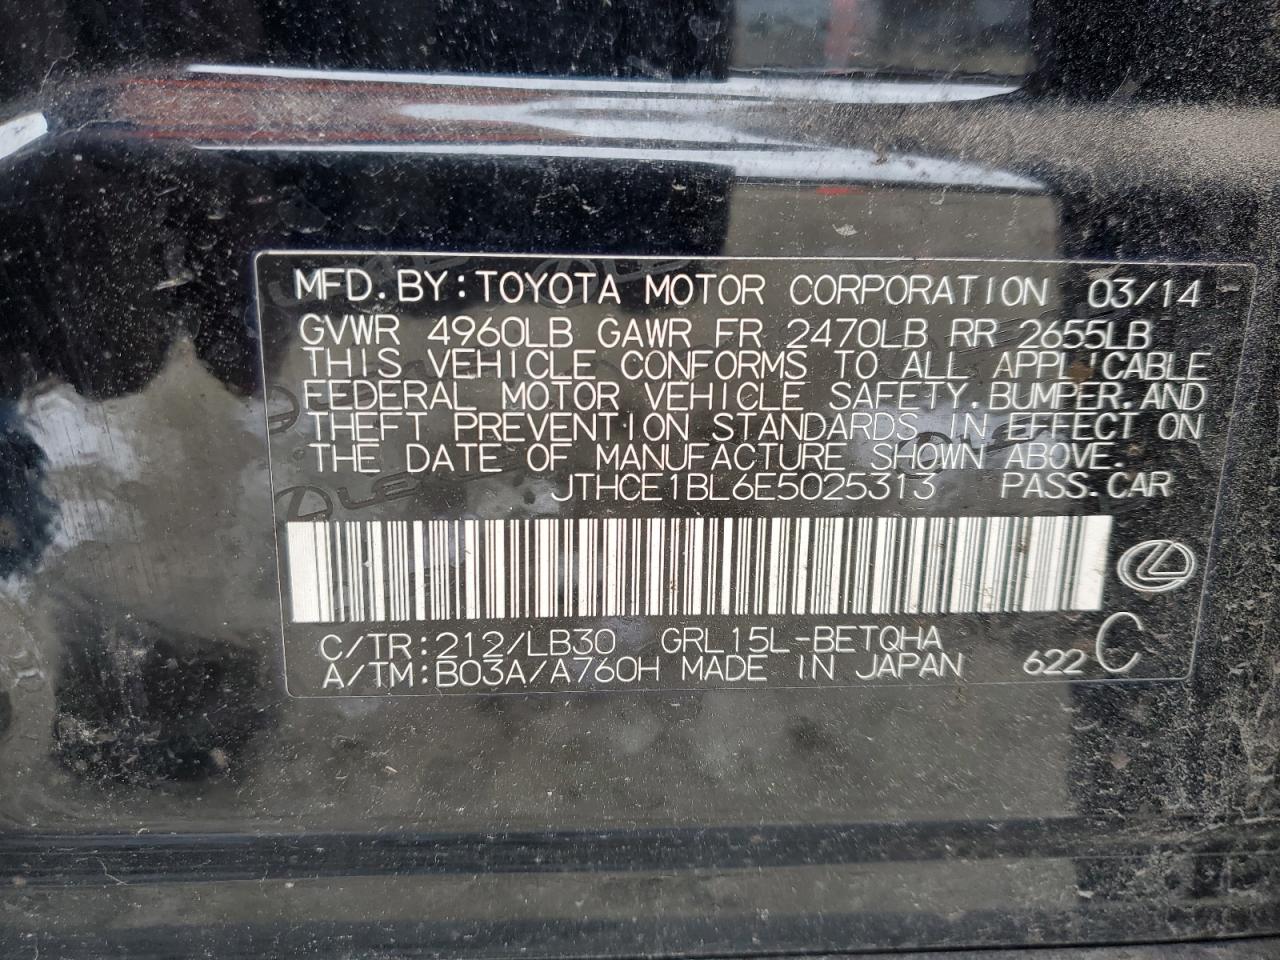 MFD.BY:TOYOTA MOTOR CORPORATION 03/14
GVWR 4960LB GAWR FR 2470LB RR 2655LB
THIS VEHICLE CONFORMS TO ALL APPLICABLE
FEDERAL MOTOR VEHICLE SAFETY,BUMPER,AND
THEFT PREVENTION STANDARDS IN EFFECT ON
THE DATE OF MANUFACTURE SHOWN ABOVE.
JTHCE1BL6E5025313 PASS.CAR
C/TR:212/LB30 GRL15L-BETQHA
A/TM:B03A/A760H MADE IN JAPAN 622 C